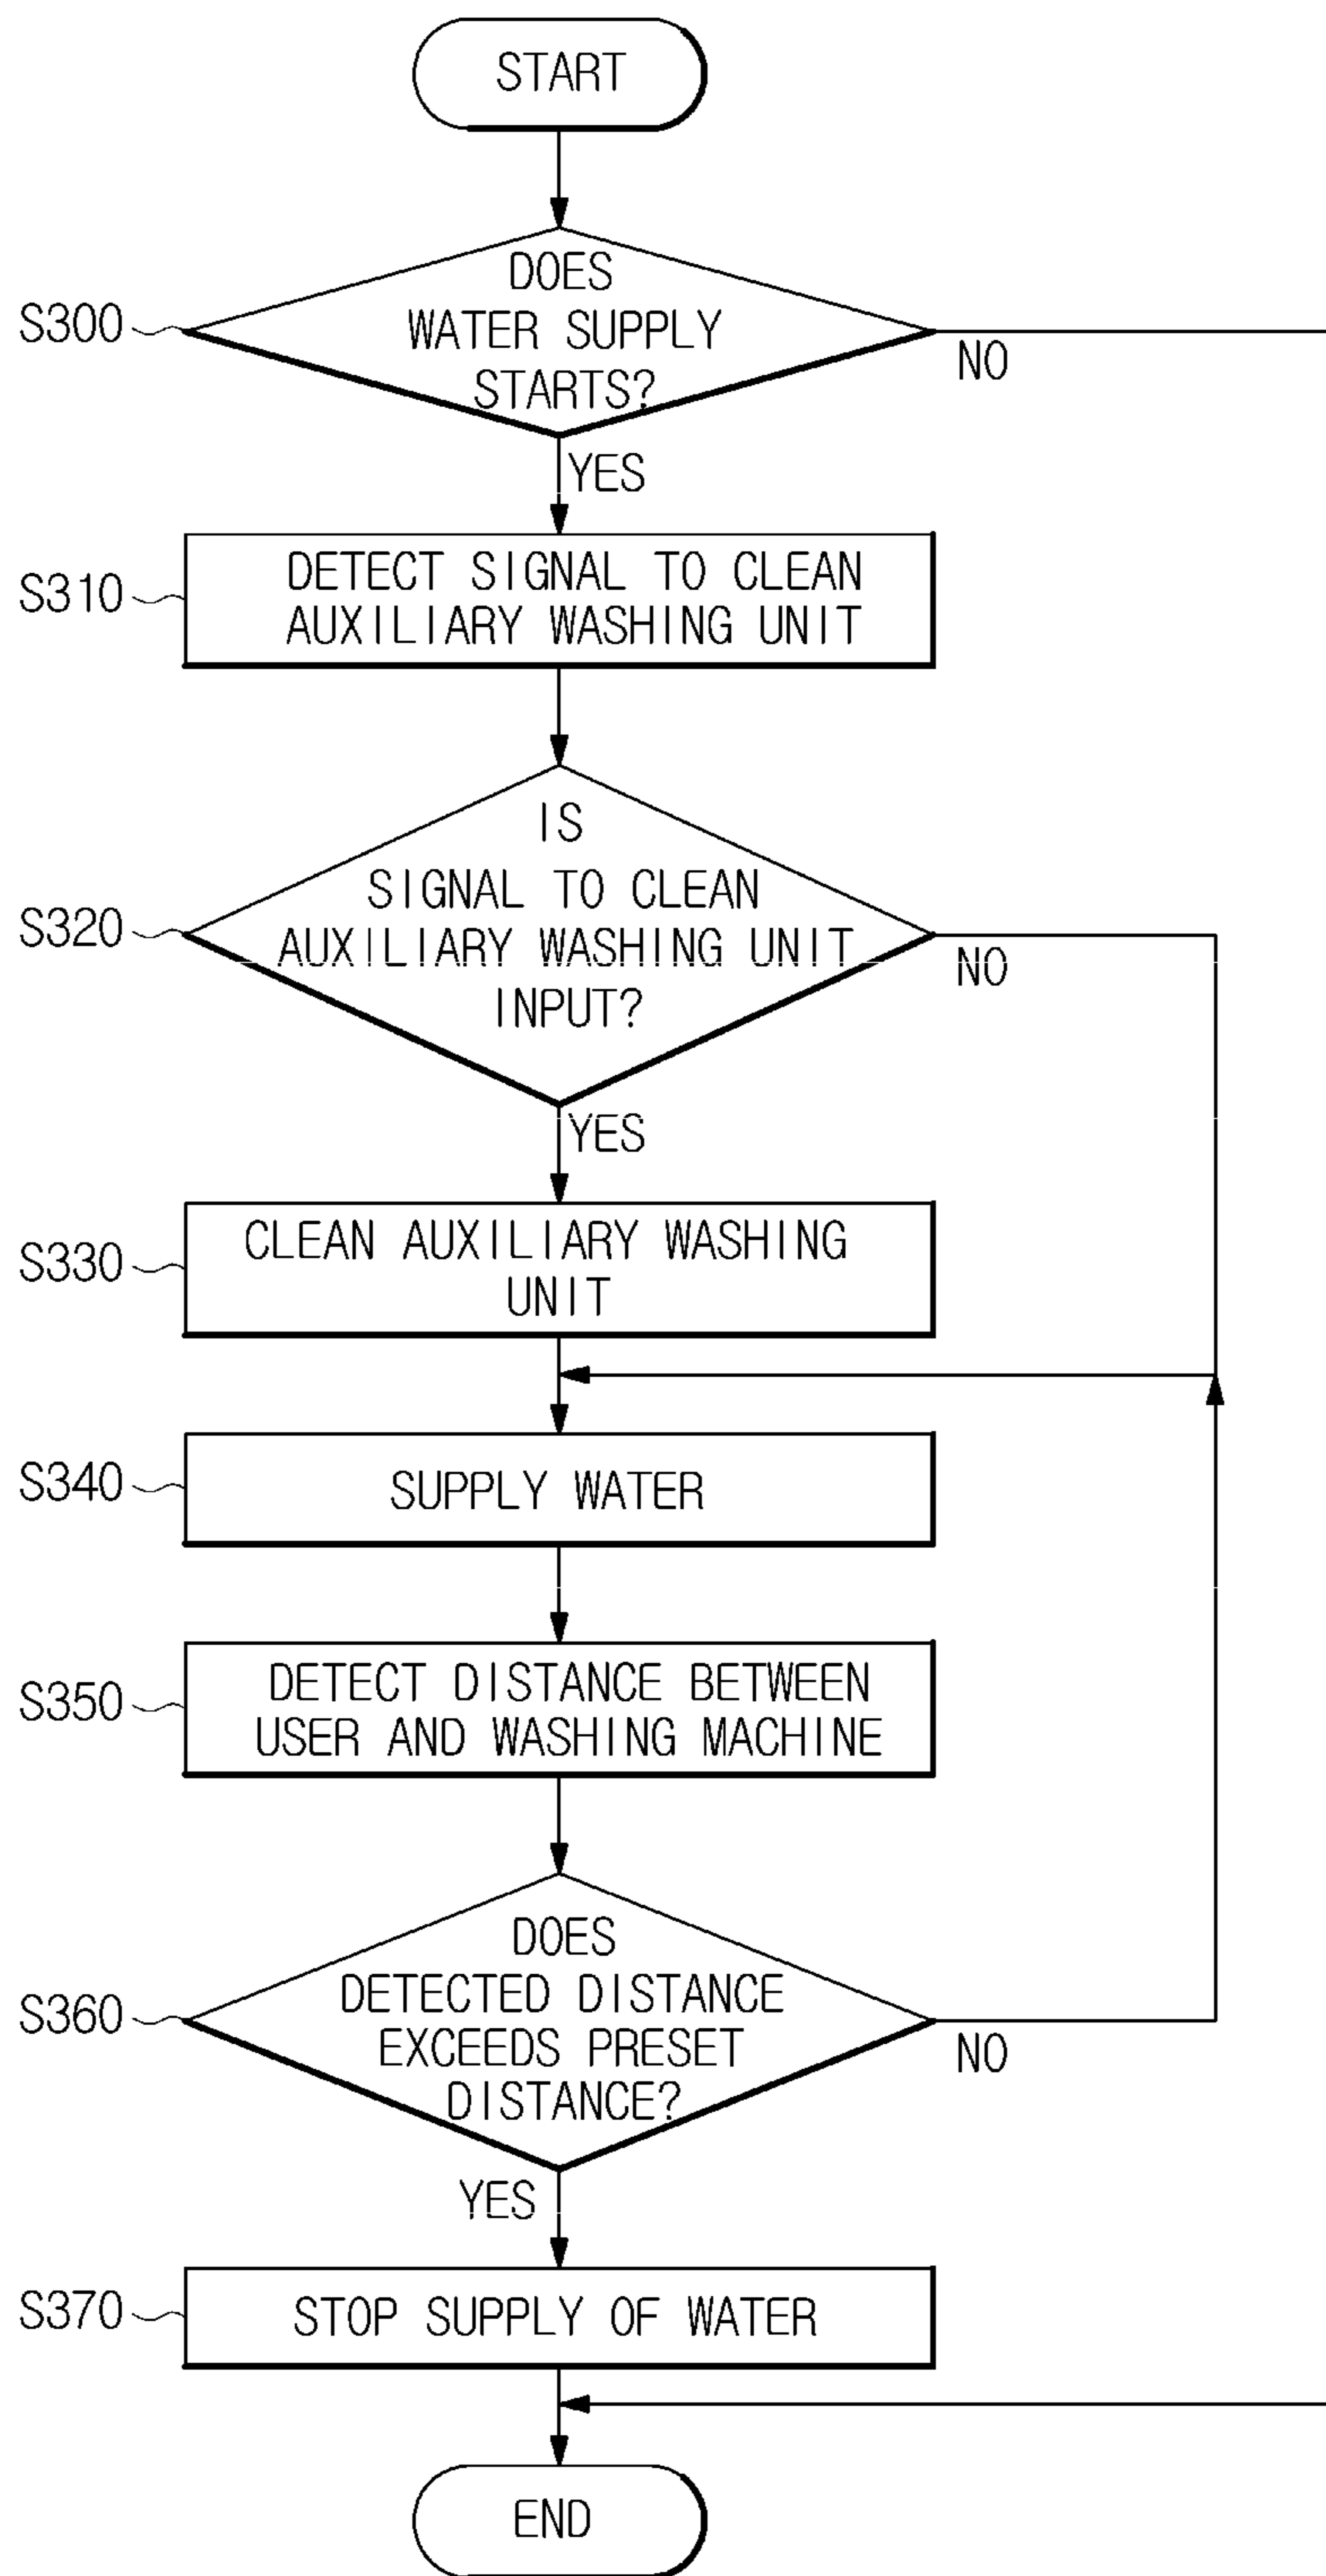 START
DOES
WATER SUPPLY
STARTS?
S300
NO
YES
S310
DETECT SIGNAL TO CLEAN
AUXILIARY WASHING UNIT
IS
SIGNAL TO CLEAN
AUXILIARY WASHING UNIT
INPUT?
S320
NO
YES
S330
CLEAN AUXILIARY WASHING
UNIT
S340
SUPPLY WATER
S350
DETECT DISTANCE BETWEEN
USER AND WASHING MACHINE
DOES
DETECTED DISTANCE
EXCEEDS PRESET
DISTANCE?
S360
NO
YES
S370
STOP SUPPLY OF WATER
END